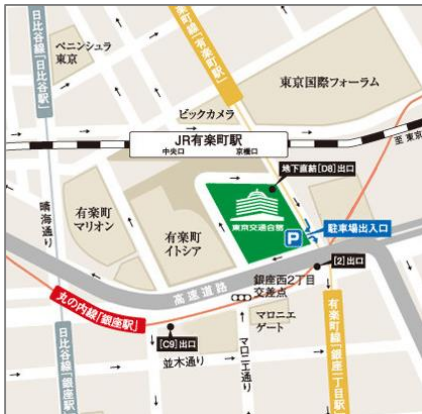 日比谷線「日比谷駅」
ペニンシュラ
東京
有楽町線「有楽町駅」
東京国際フォーラム
ビックカメラ
JR有楽町駅
中央口
京橋口
至 東京
地下直結[D8]出口
晴海通り
有楽町
マリオン
有楽町
イトシア
東京交通会館
P
駐車場出入口
[2]出口
高速道路
銀座西2丁目
交差点
丸の内線「銀座駅」
マロニエ
ゲート
[C9]出口
並木通り
マロニエ通り
日比谷線「銀座駅」
有楽町線「銀座一丁目駅」